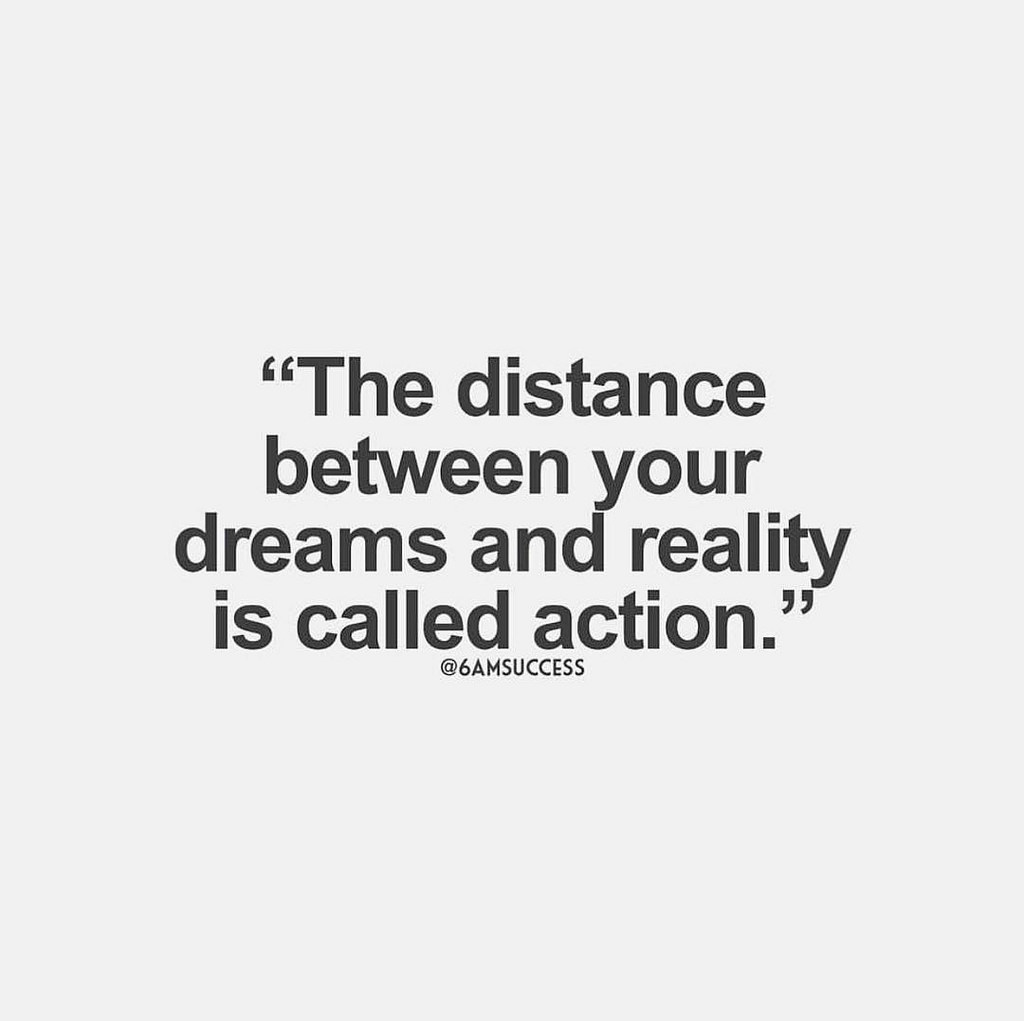 “The distance
between your
dreams and reality
is called action.”
@6AMSUCCESS